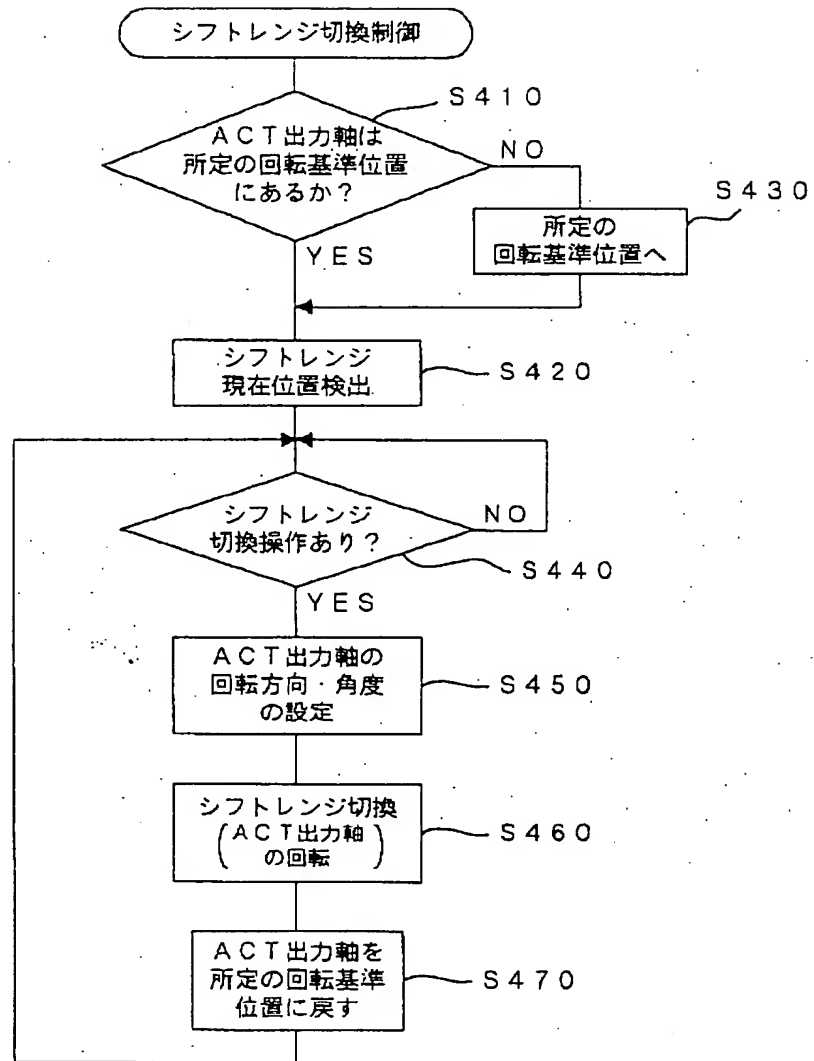 シフトレンジ切換制御
S410
ACT出力軸は
所定の回転基準位置
にあるか?
NO
S430
所定の
回転基準位置へ
YES
シフトレンジ
現在位置検出
S420
シフトレンジ
切換操作あり?
NO
S440
YES
ACT出力軸の
回転方向・角度
の設定
S450
シフトレンジ切換
(ACT出力軸
の回転)
S460
ACT出力軸を
所定の回転基準
位置に戻す
S470